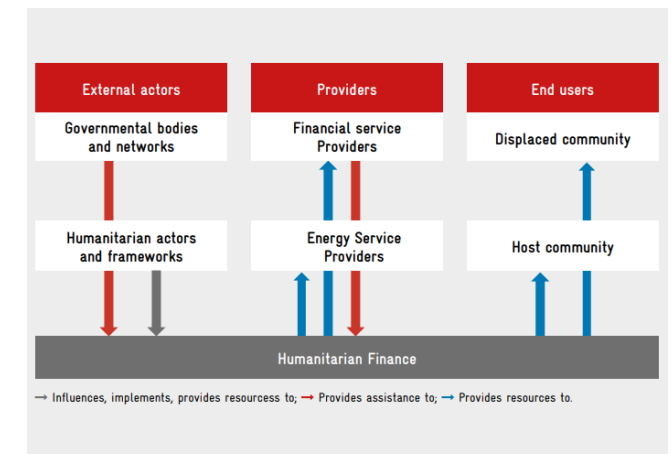 External actors
Providers
End users
Governmental bodies
and networks
Financial service
Providers
Displaced community
Humanitarian actors
and frameworks
Energy Service
Providers
Host community
Humanitarian Finance
→ Influences, implements, provides resourcess to; → Provides assistance to; → Provides resources to.